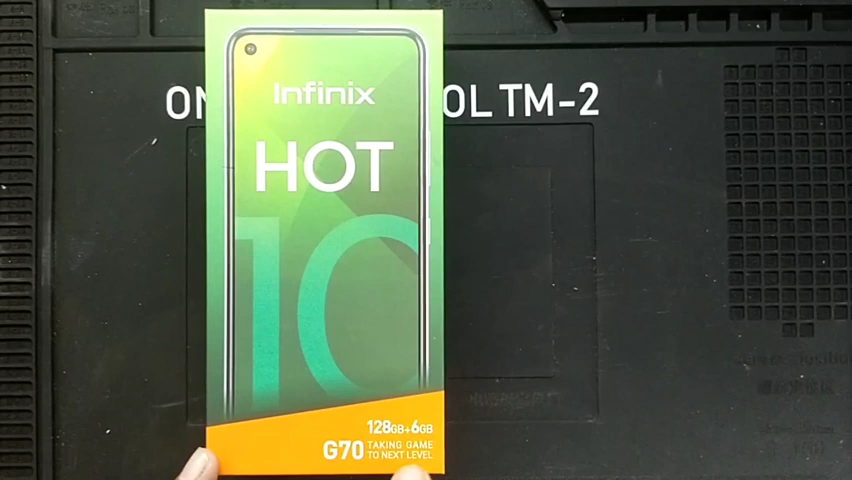 ON
OL TM-2
Infinix
HOT
10
128GB+6GB
G70 TAKING GAME
TO NEXT LEVEL